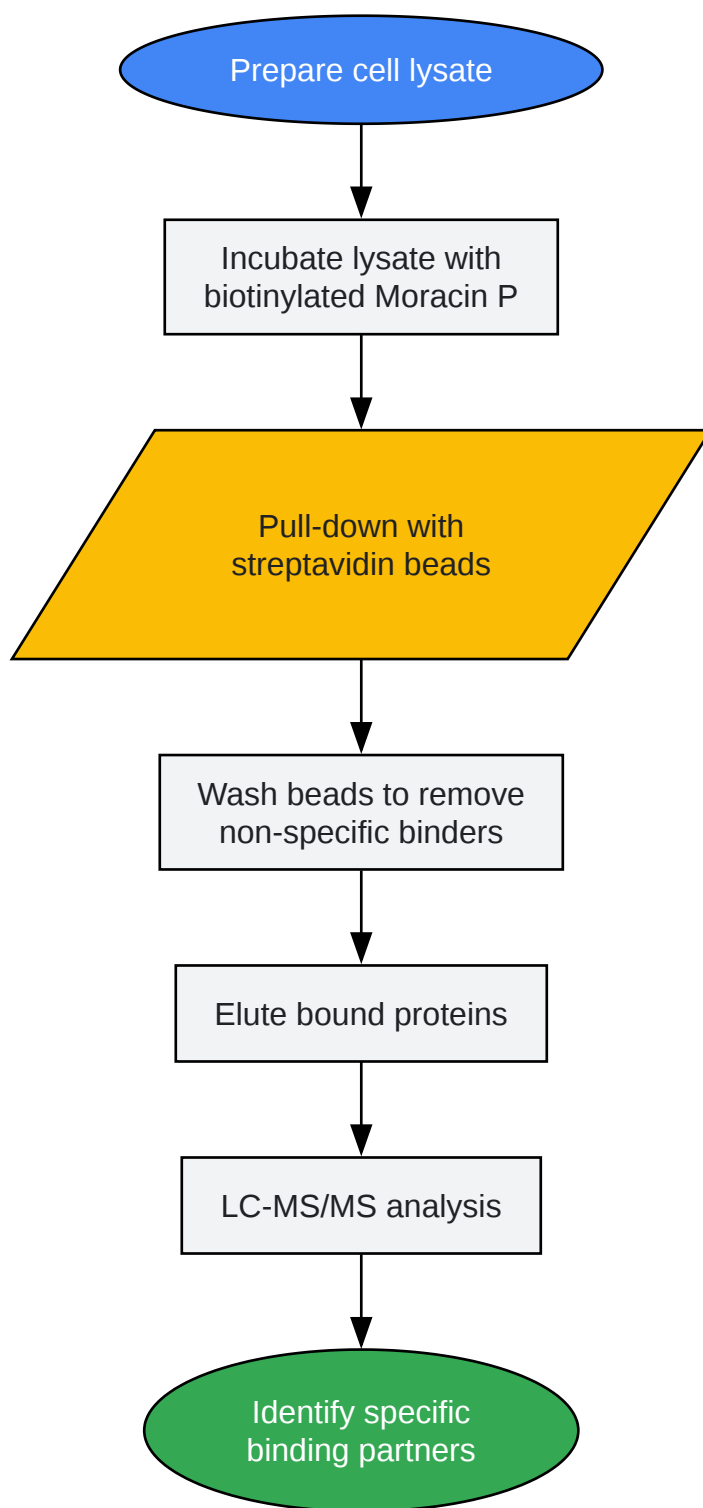 Prepare cell lysate
Incubate lysate with
biotinylated Moracin P
Pull-down with
streptavidin beads
Wash beads to remove
non-specific binders
Elute bound proteins
LC-MS/MS analysis
Identify specific
binding partners